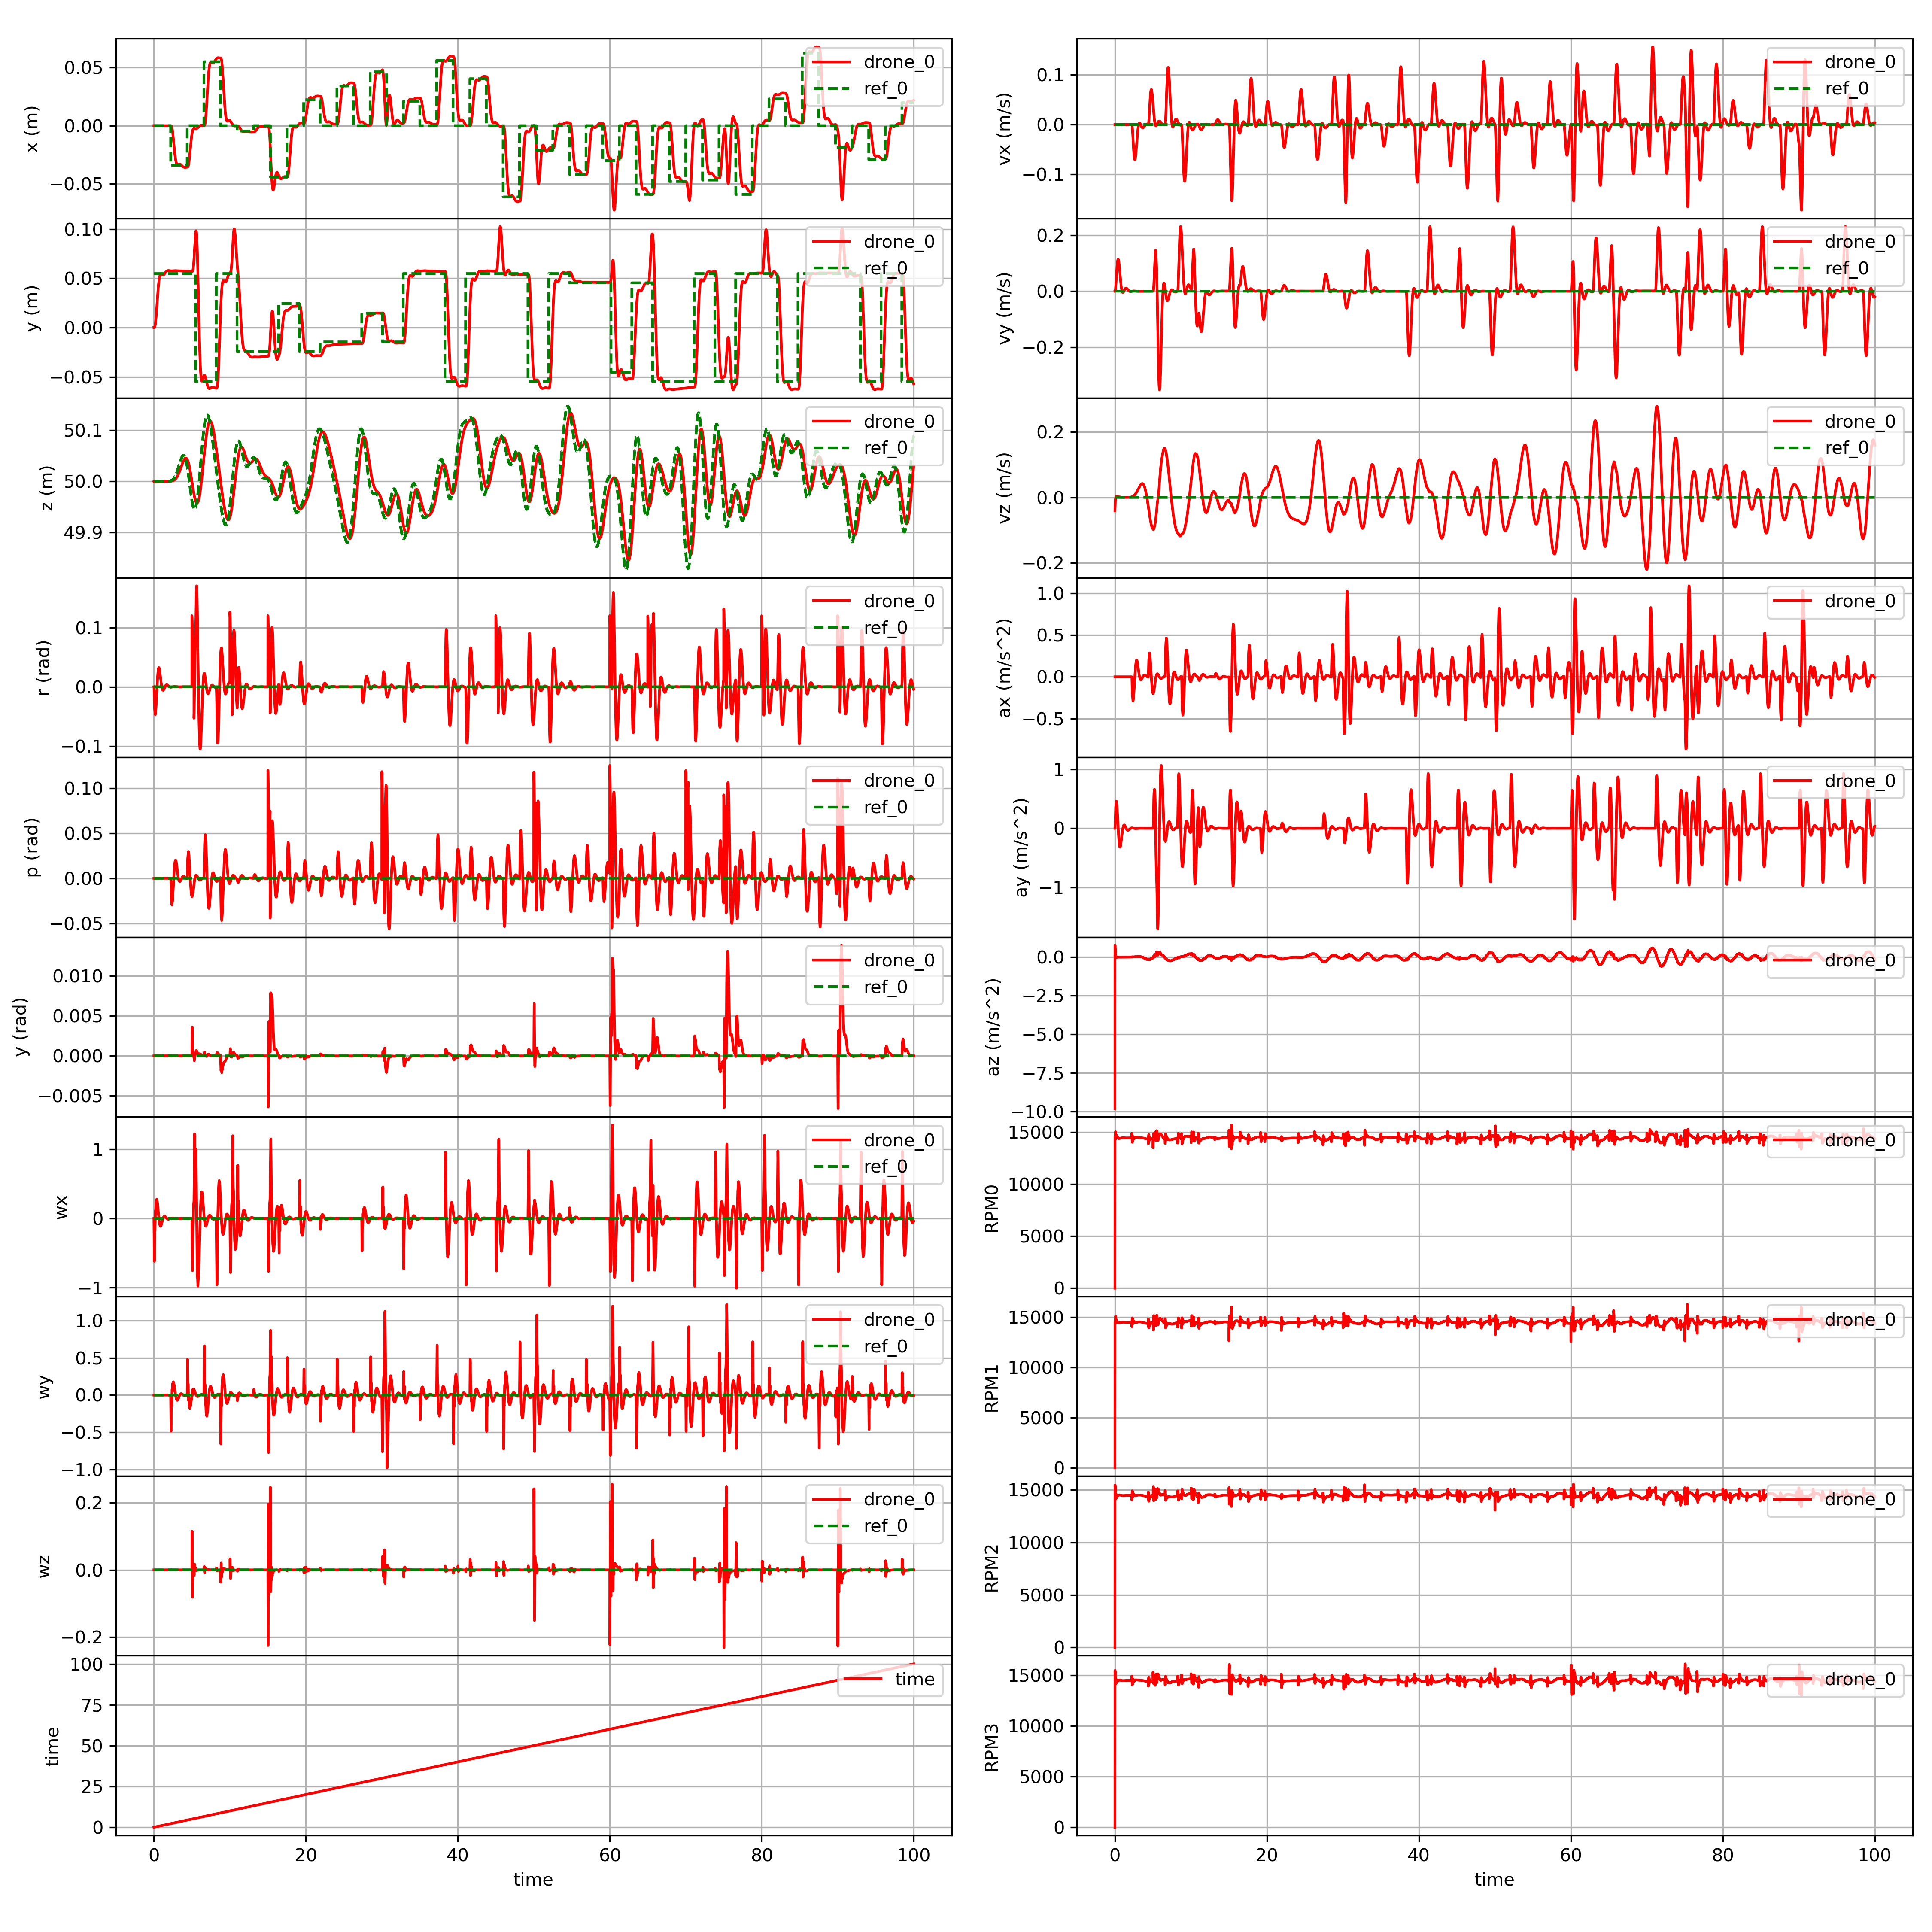 0.05
0.00
−0.05
x (m)
drone_0
ref_0
0.10
0.05
0.00
−0.05
y (m)
drone_0
ref_0
50.1
50.0
49.9
z (m)
drone_0
ref_0
0.1
0.0
−0.1
r (rad)
drone_0
ref_0
0.10
0.05
0.00
−0.05
p (rad)
drone_0
ref_0
0.010
0.005
0.000
−0.005
y (rad)
drone_0
ref_0
1
0
−1
wx
drone_0
ref_0
1.0
0.5
0.0
−0.5
−1.0
wy
drone_0
ref_0
0.2
0.0
−0.2
wz
drone_0
ref_0
100
75
50
25
0
time
time
0 20 40 60 80 100
time
0.1
0.0
−0.1
vx (m/s)
drone_0
ref_0
0.2
0.0
−0.2
vy (m/s)
drone_0
ref_0
0.2
0.0
−0.2
vz (m/s)
drone_0
ref_0
1.0
0.5
0.0
−0.5
ax (m/s^2)
drone_0
1
0
−1
ay (m/s^2)
drone_0
0.0
−2.5
−5.0
−7.5
−10.0
az (m/s^2)
drone_0
15000
10000
5000
0
RPM0
drone_0
15000
10000
5000
0
RPM1
drone_0
15000
10000
5000
0
RPM2
drone_0
15000
10000
5000
0
RPM3
drone_0
0 20 40 60 80 100
time